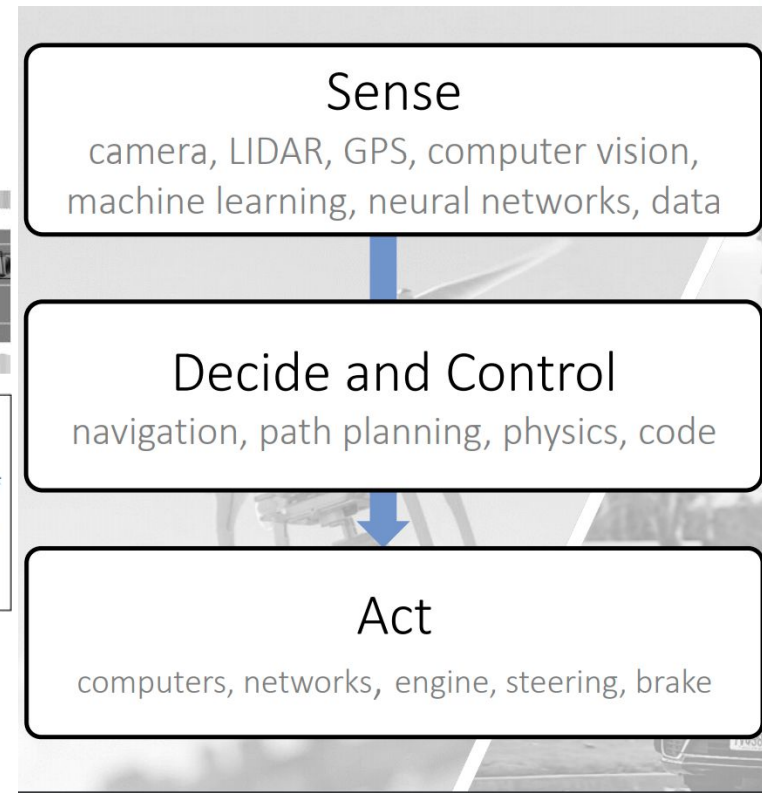 Sense
camera, LIDAR, GPS, computer vision,
machine learning, neural networks, data
Decide and Control
navigation, path planning, physics, code
Act
computers, networks, engine, steering, brake